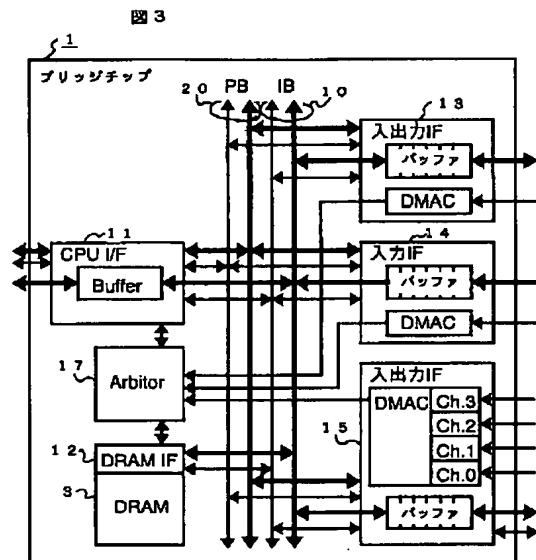 図3
1
ブリッジチップ
20 PB IB 10
13
入出力IF
バッファ
DMAC
11
CPU I/F
Buffer
14
入力IF
バッファ
DMAC
17
Arbitor
入出力IF
DMAC
Ch.3
Ch.2
Ch.1
Ch.0
15
12
DRAM IF
3
DRAM
バッファ